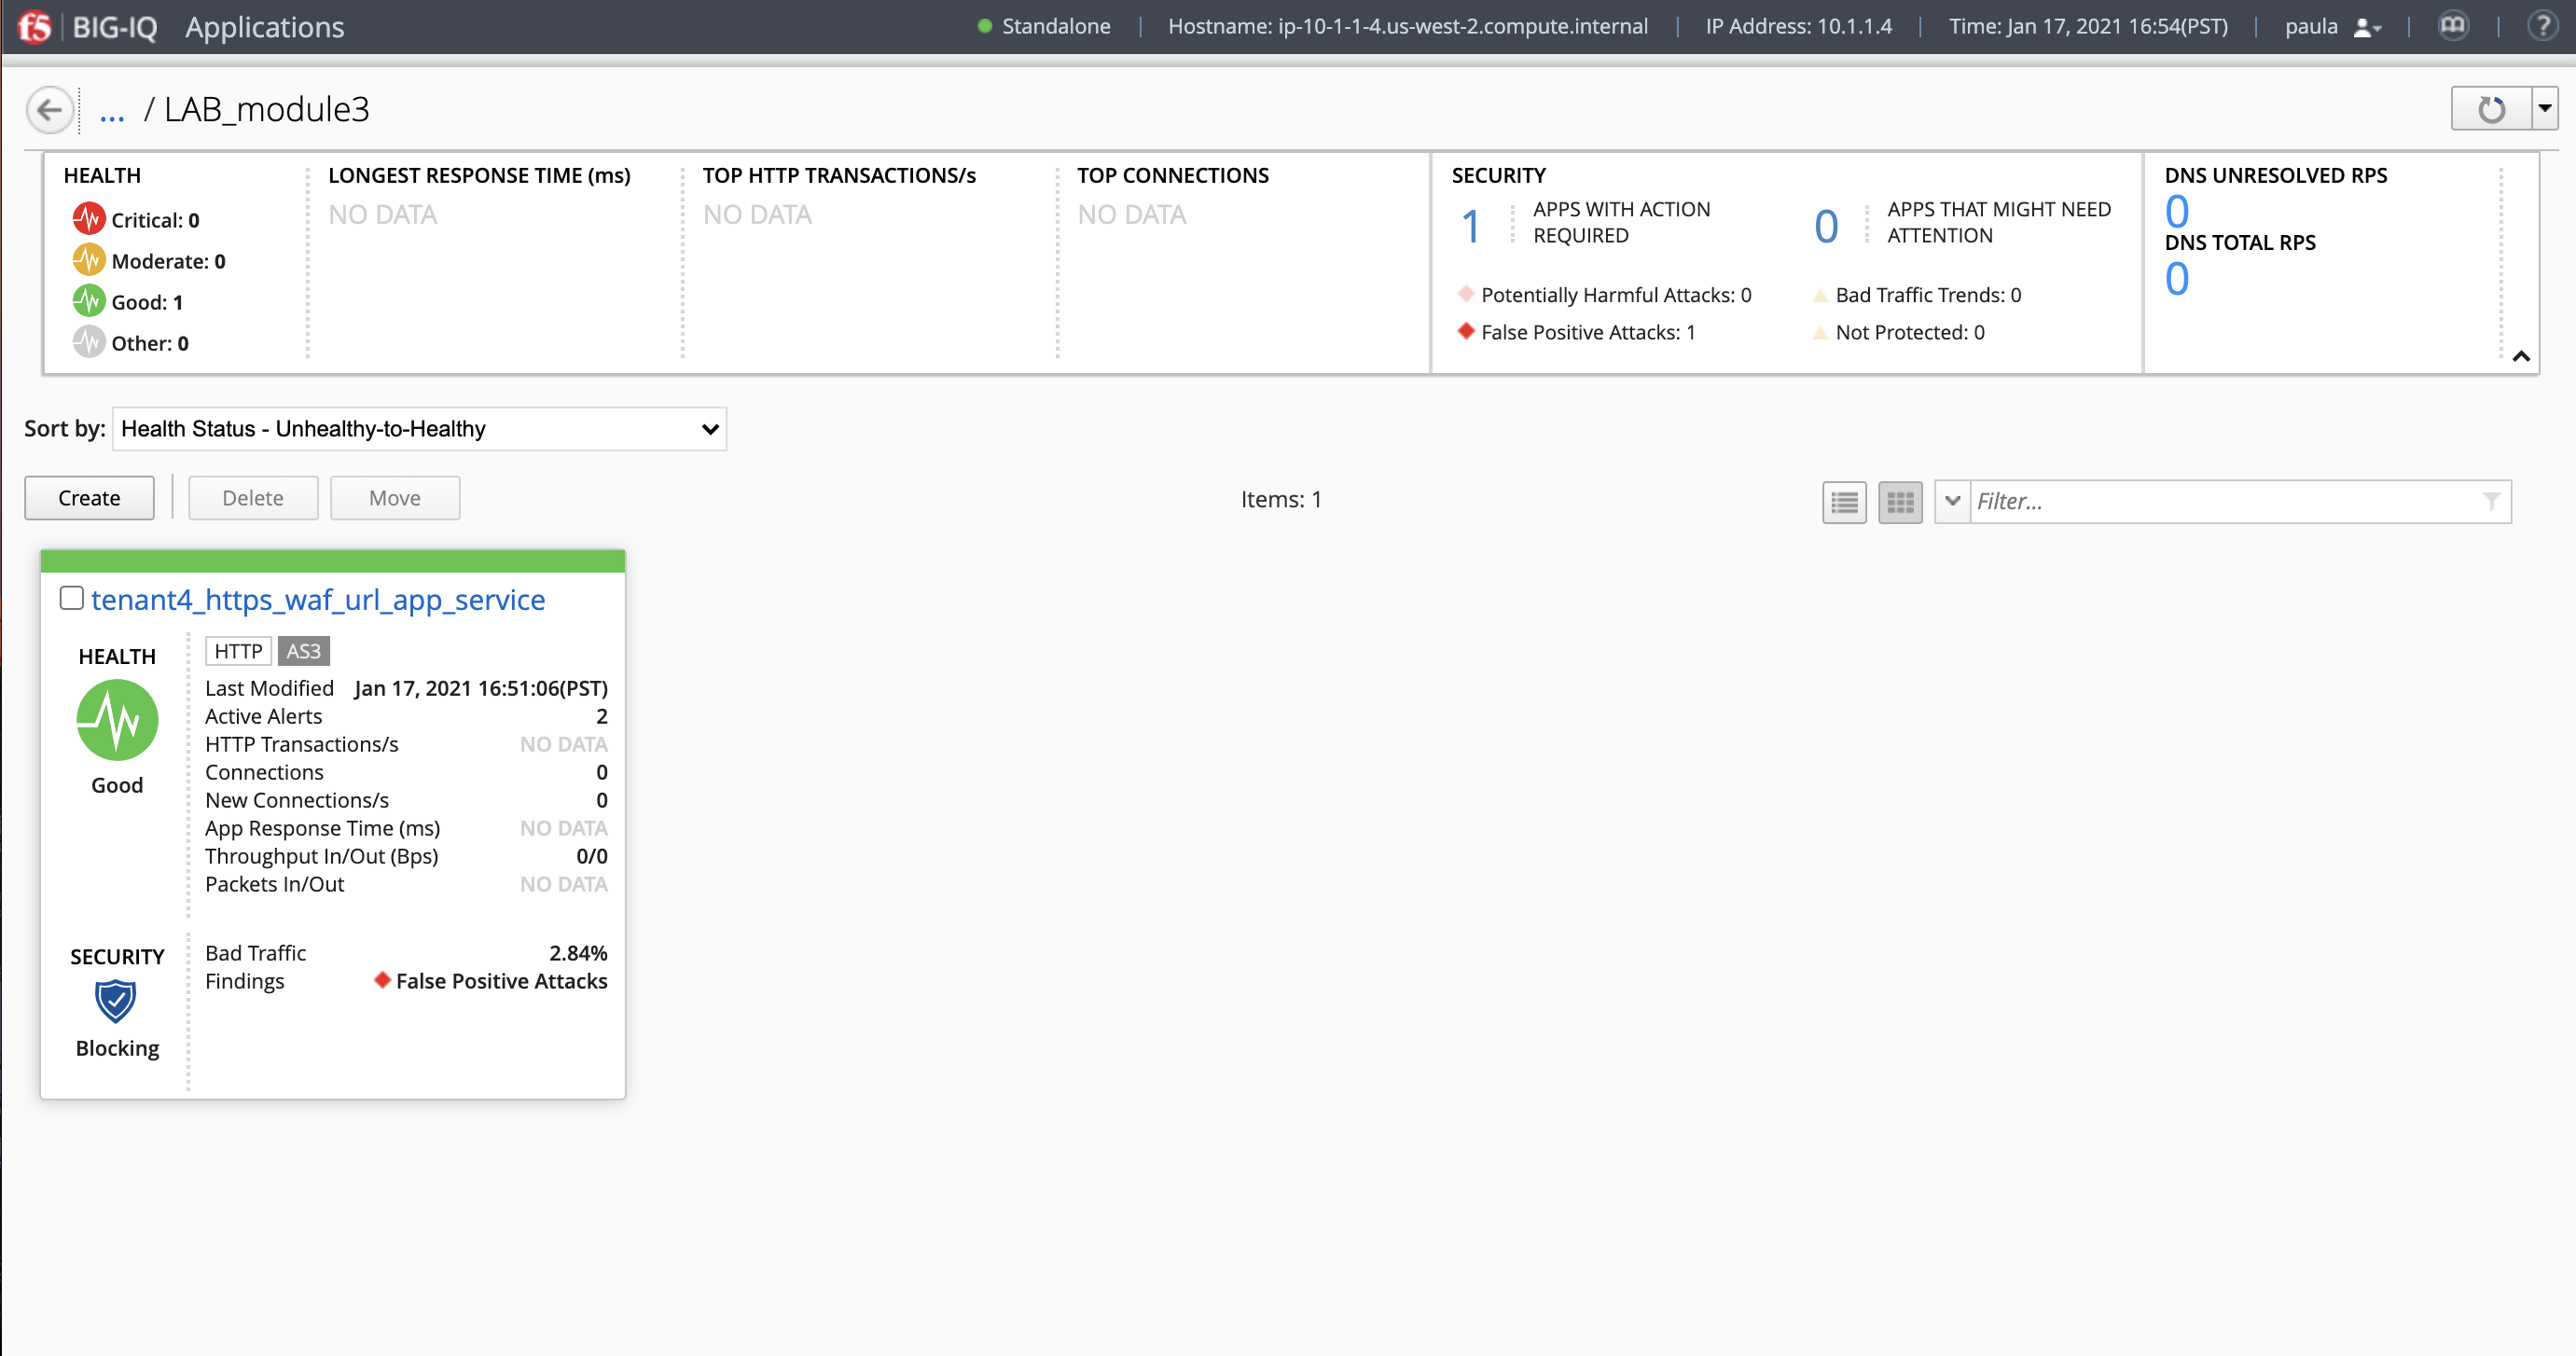 f5 BIG-IQ Applications Standalone Hostname: ip-10-1-1-4.us-west-2.compute.internal IP Address: 10.1.1.4 Time: Jan 17, 2021 16:54(PST) paula ?
... / LAB_module3
HEALTH
Critical: 0
Moderate: 0
Good: 1
Other: 0
LONGEST RESPONSE TIME (ms)
NO DATA
TOP HTTP TRANSACTIONS/s
NO DATA
TOP CONNECTIONS
NO DATA
SECURITY
1 APPS WITH ACTION
REQUIRED
Potentially Harmful Attacks: 0
False Positive Attacks: 1
0 APPS THAT MIGHT NEED
ATTENTION
Bad Traffic Trends: 0
Not Protected: 0
DNS UNRESOLVED RPS
0
DNS TOTAL RPS
0
Sort by: Health Status - Unhealthy-to-Healthy
Create Delete Move Items: 1 Filter...
tenant4_https_waf_url_app_service
HEALTH
Good
HTTP AS3
Last Modified Jan 17, 2021 16:51:06(PST)
Active Alerts 2
HTTP Transactions/s NO DATA
Connections 0
New Connections/s 0
App Response Time (ms) NO DATA
Throughput In/Out (Bps) 0/0
Packets In/Out NO DATA
SECURITY
Blocking
Bad Traffic 2.84%
Findings False Positive Attacks